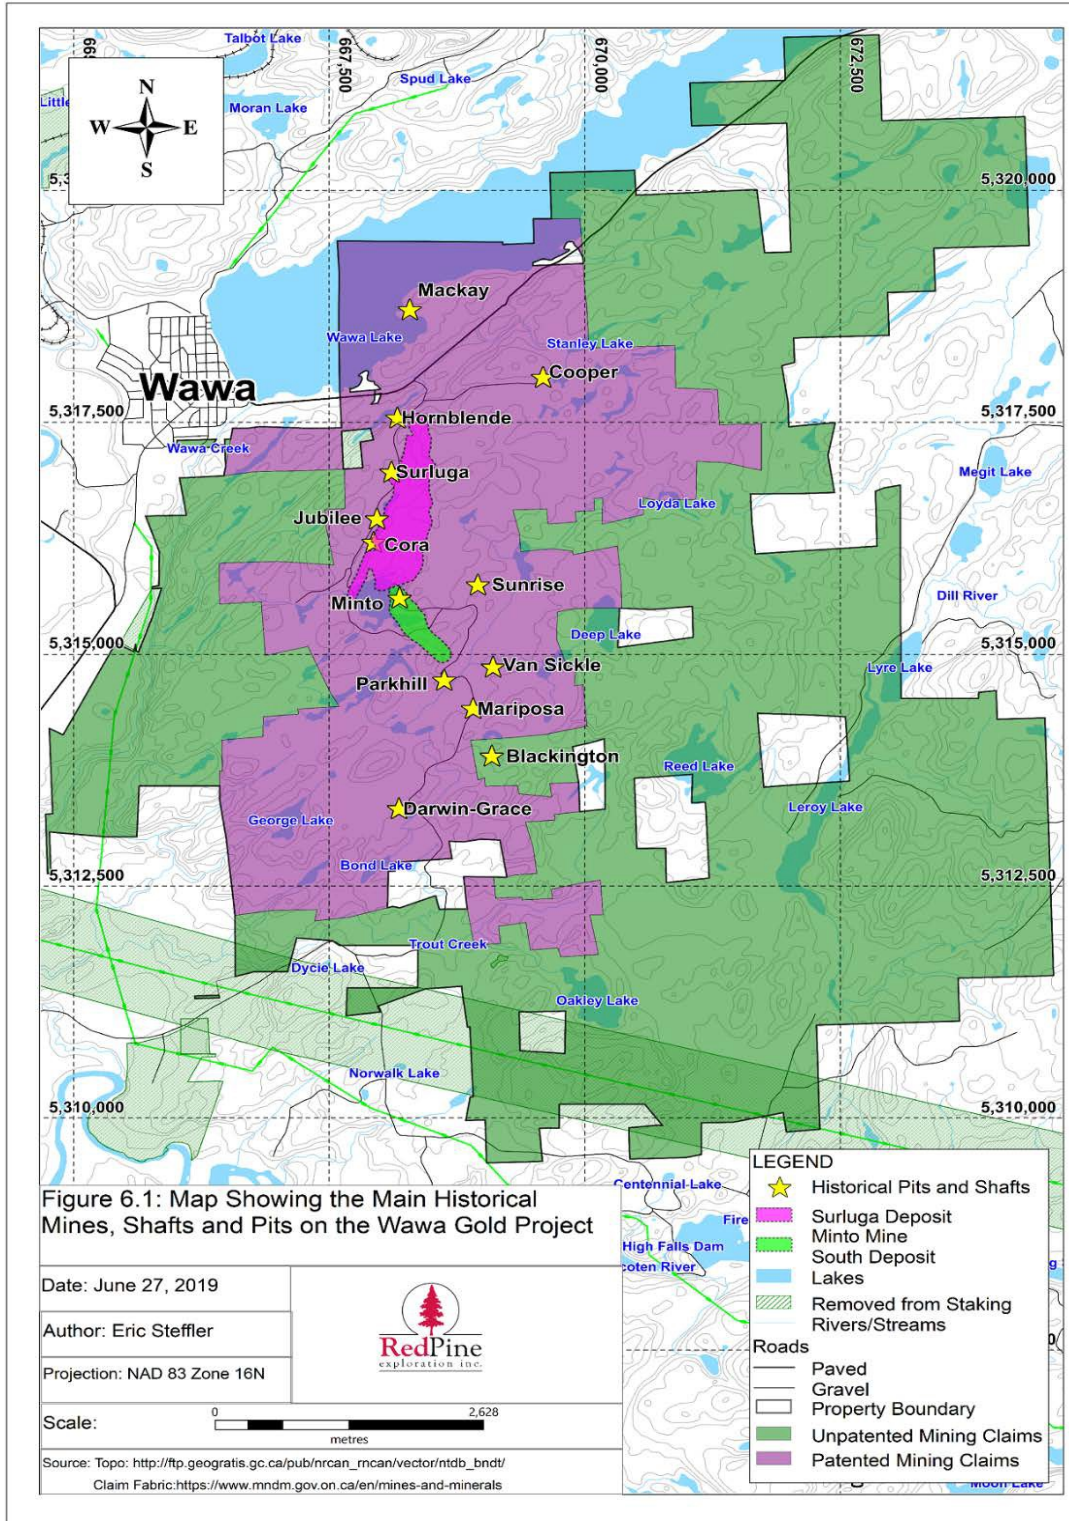 Talbot Lake
667,500
670,000
672,500
Spud Lake
Little
Moran Lake
N
W E
S
5,320,000
Mackay
Wawa Lake
Stanley Lake
Cooper
Wawa
5,317,500
Hornblende
5,317,500
Wawa Creek
Surluga
Megit Lake
Loyda Lake
Jubilee
Cora
Sunrise
Minto
Dill River
Deep Lake
5,315,000
5,315,000
Van Sickle
Lyre Lake
Parkhill
Mariposa
Blackington
Reed Lake
Leroy Lake
Darwin-Grace
George Lake
Bond Lake
5,312,500
5,312,500
Trout Creek
Dycie Lake
Oakley Lake
Norwalk Lake
5,310,000
5,310,000
Centennial Lake
Fire
High Falls Dam
coten River
Moon Lake
Figure 6.1: Map Showing the Main Historical
Mines, Shafts and Pits on the Wawa Gold Project
Date: June 27, 2019
Author: Eric Steffler
Projection: NAD 83 Zone 16N
RedPine
exploration inc.
Scale:
0 2,628
metres
Source: Topo: http://ftp.geogratis.gc.ca/pub/nrcan_rncan/vector/ntdb_bndt/
Claim Fabric:https://www.mndm.gov.on.ca/en/mines-and-minerals
LEGEND
Historical Pits and Shafts
Surluga Deposit
Minto Mine
South Deposit
Lakes
Removed from Staking
Rivers/Streams
Roads
Paved
Gravel
Property Boundary
Unpatented Mining Claims
Patented Mining Claims